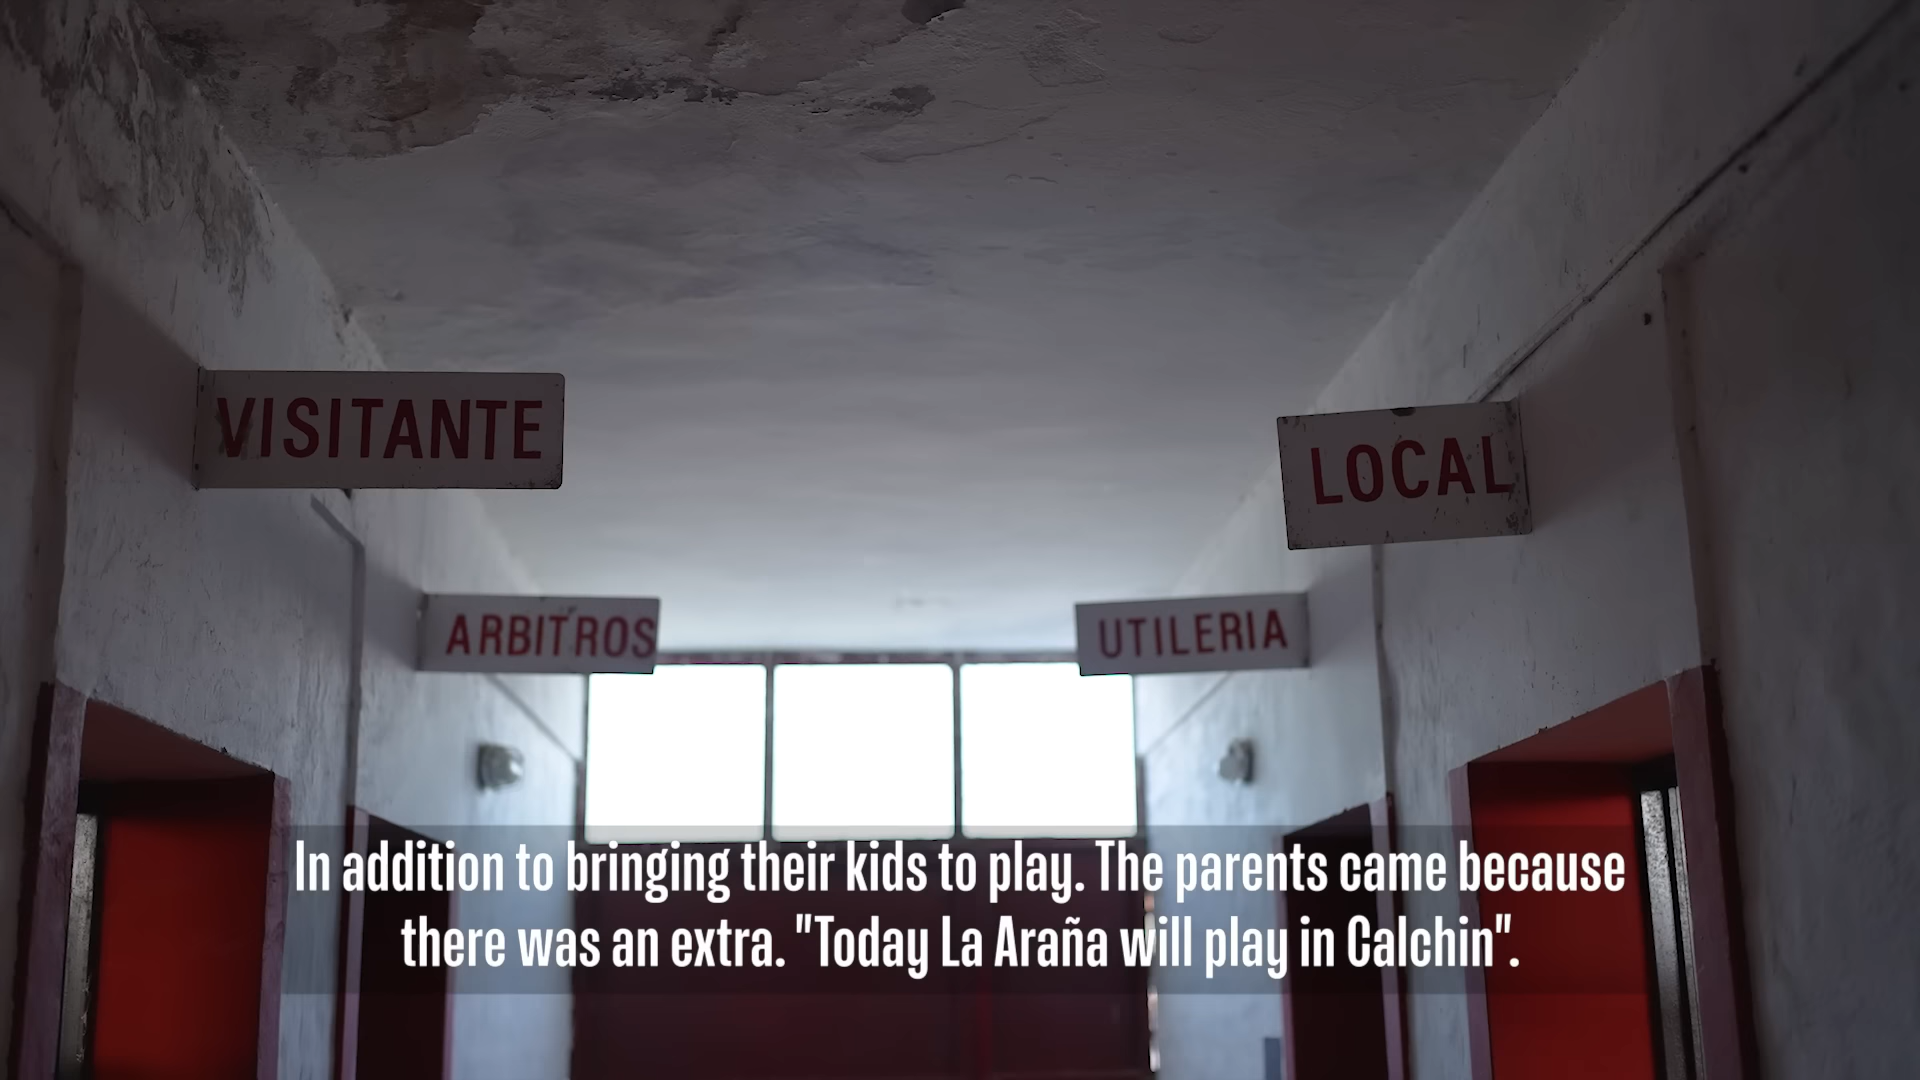 VISITANTE
LOCAL
ARBITROS
UTILERIA
In addition to bringing their kids to play. The parents came because
there was an extra. "Today La Araña will play in Calchin".